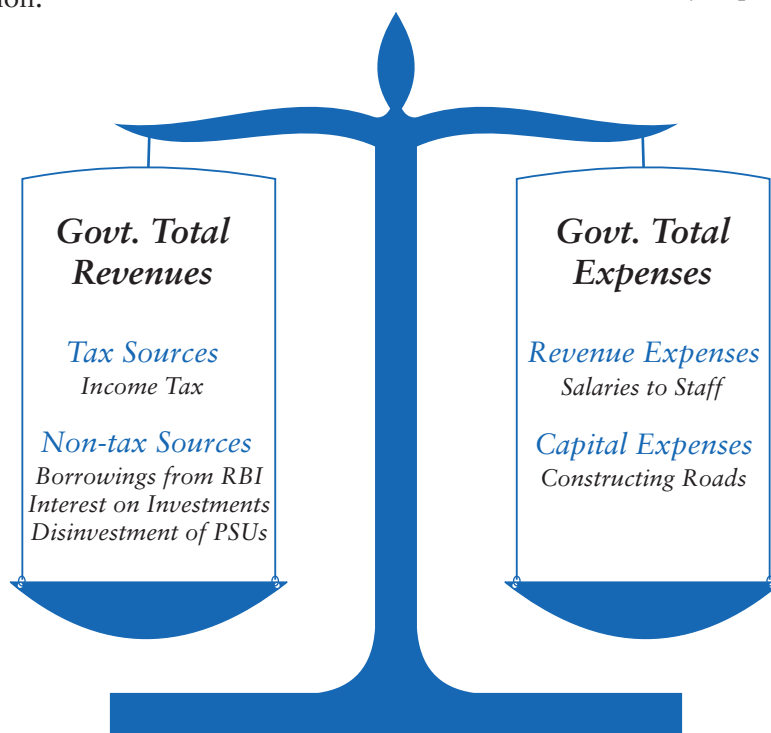 Govt. Total
Revenues
Tax Sources
Income Tax
Non-tax Sources
Borrowings from RBI
Interest on Investments
Disinvestment of PSUs
Govt. Total
Expenses
Revenue Expenses
Salaries to Staff
Capital Expenses
Constructing Roads